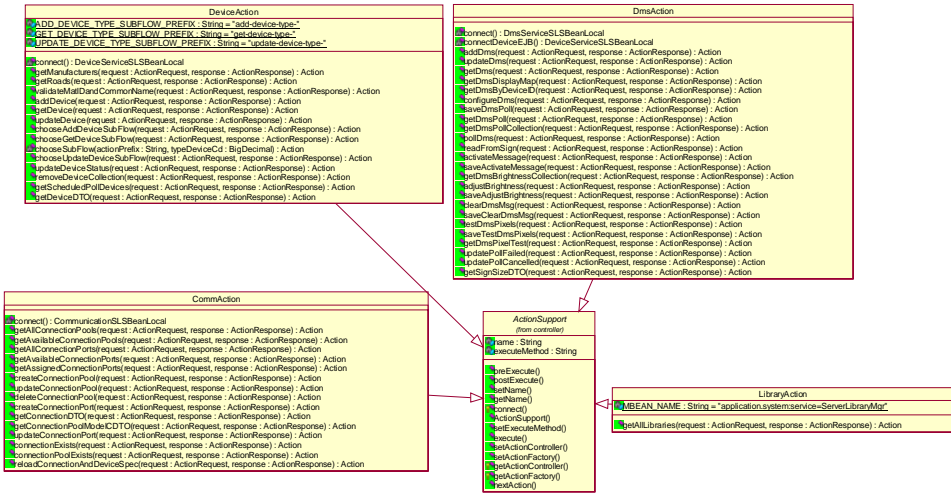 DeviceAction
ADD_DEVICE_TYPE_SUBFLOW_PREFIX : String = "add-device-type-"
GET_DEVICE_TYPE_SUBFLOW_PREFIX : String = "get-device-type-"
UPDATE_DEVICE_TYPE_SUBFLOW_PREFIX : String = "update-device-type-"
connect() : DeviceServiceSLSBeanLocal
getManufacturers(request : ActionRequest, response : ActionResponse) : Action
getRoads(request : ActionRequest, response : ActionResponse) : Action
validateMatlDandCommonName(request : ActionRequest, response : ActionResponse) : Action
addDevice(request : ActionRequest, response : ActionResponse) : Action
getDevice(request : ActionRequest, response : ActionResponse) : Action
updateDevice(request : ActionRequest, response : ActionResponse) : Action
chooseAddDeviceSubFlow(request : ActionRequest, response : ActionResponse) : Action
chooseGetDeviceSubFlow(request : ActionRequest, response : ActionResponse) : Action
chooseSubFlow(actionPrefix : String, typeDeviceCd : BigDecimal) : Action
chooseUpdateDeviceSubFlow(request : ActionRequest, response : ActionResponse) : Action
updateDeviceStatus(request : ActionRequest, response : ActionResponse) : Action
removeDeviceCollection(request : ActionRequest, response : ActionResponse) : Action
getScheduledPollDevices(request : ActionRequest, response : ActionResponse) : Action
getDeviceDTO(request : ActionRequest, response : ActionResponse) : Action
DmsAction
connect() : DmsServiceSLSBeanLocal
connectDeviceEJB() : DeviceServiceSLSBeanLocal
addDms(request : ActionRequest, response : ActionResponse) : Action
updateDms(request : ActionRequest, response : ActionResponse) : Action
getDms(request : ActionRequest, response : ActionResponse) : Action
getDmsDisplayMap(request : ActionRequest, response : ActionResponse) : Action
getDmsByDeviceID(request : ActionRequest, response : ActionResponse) : Action
configureDms(request : ActionRequest, response : ActionResponse) : Action
saveDmsPoll(request : ActionRequest, response : ActionResponse) : Action
getDmsPoll(request : ActionRequest, response : ActionResponse) : Action
getDmsPollCollection(request : ActionRequest, response : ActionResponse) : Action
pollDms(request : ActionRequest, response : ActionResponse) : Action
readFromSign(request : ActionRequest, response : ActionResponse) : Action
activateMessage(request : ActionRequest, response : ActionResponse) : Action
saveActivateMessage(request : ActionRequest, response : ActionResponse) : Action
getDmsBrightnessCollection(request : ActionRequest, response : ActionResponse) : Action
adjustBrightness(request : ActionRequest, response : ActionResponse) : Action
saveAdjustBrightness(request : ActionRequest, response : ActionResponse) : Action
clearDmsMsg(request : ActionRequest, response : ActionResponse) : Action
saveClearDmsMsg(request : ActionRequest, response : ActionResponse) : Action
testDmsPixels(request : ActionRequest, response : ActionResponse) : Action
saveTestDmsPixels(request : ActionRequest, response : ActionResponse) : Action
getDmsPixelTest(request : ActionRequest, response : ActionResponse) : Action
updatePollFailed(request : ActionRequest, response : ActionResponse) : Action
updatePollCancelled(request : ActionRequest, response : ActionResponse) : Action
getSignSizeDTO(request : ActionRequest, response : ActionResponse) : Action
CommAction
connect() : CommunicationSLSBeanLocal
getAllConnectionPools(request : ActionRequest, response : ActionResponse) : Action
getAvailableConnectionPools(request : ActionRequest, response : ActionResponse) : Action
getAllConnectionPorts(request : ActionRequest, response : ActionResponse) : Action
getAvailableConnectionPorts(request : ActionRequest, response : ActionResponse) : Action
getAssignedConnectionPorts(request : ActionRequest, response : ActionResponse) : Action
createConnectionPool(request : ActionRequest, response : ActionResponse) : Action
updateConnectionPool(request : ActionRequest, response : ActionResponse) : Action
deleteConnectionPool(request : ActionRequest, response : ActionResponse) : Action
createConnectionPort(request : ActionRequest, response : ActionResponse) : Action
getConnectionDTO(request : ActionRequest, response : ActionResponse) : Action
getConnectionPoolModelCDTO(request : ActionRequest, response : ActionResponse) : Action
updateConnectionPort(request : ActionRequest, response : ActionResponse) : Action
connectionExists(request : ActionRequest, response : ActionResponse) : Action
connectionPoolExists(request : ActionRequest, response : ActionResponse) : Action
reloadConnectionAndDeviceSpec(request : ActionRequest, response : ActionResponse) : Action
ActionSupport
(from controller)
name : String
executeMethod : String
preExecute()
postExecute()
setName()
getName()
connect()
ActionSupport()
setExecuteMethod()
execute()
setActionController()
setActionFactory()
getActionController()
getActionFactory()
nextAction()
LibraryAction
MBEAN_NAME : String = "application.system:service=ServerLibraryMgr"
getAllLibraries(request : ActionRequest, response : ActionResponse) : Action